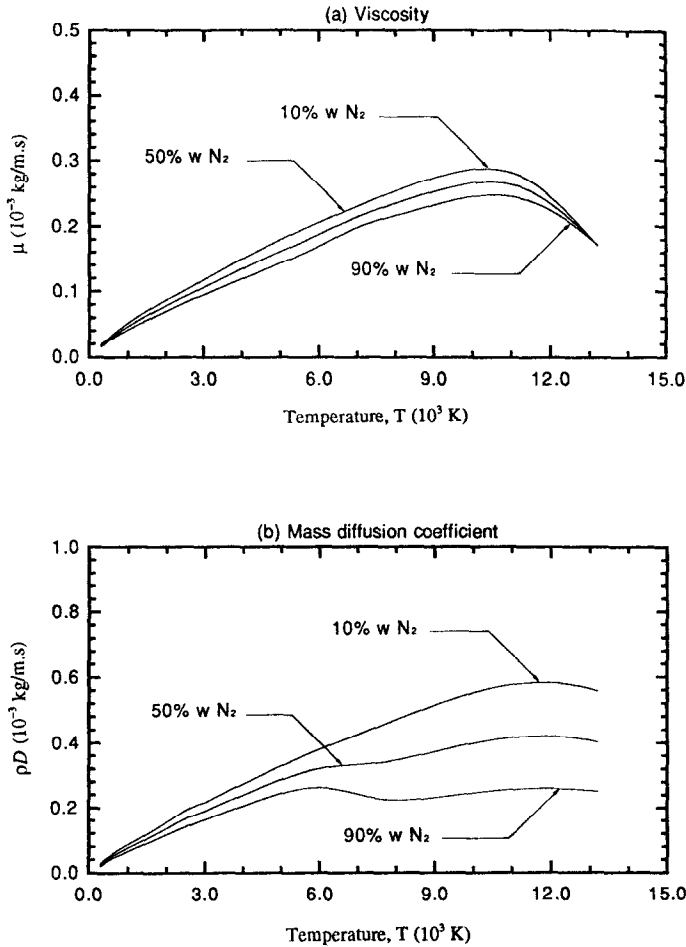 (a) Viscosity
0.5
0.4
0.3
0.2
0.1
0.0
μ (10⁻³ kg/m.s)
10% w N₂
50% w N₂
90% w N₂
0.0 3.0 6.0 9.0 12.0 15.0
Temperature, T (10³ K)
(b) Mass diffusion coefficient
1.0
0.8
0.6
0.4
0.2
0.0
ρD (10⁻³ kg/m.s)
10% w N₂
50% w N₂
90% w N₂
0.0 3.0 6.0 9.0 12.0 15.0
Temperature, T (10³ K)